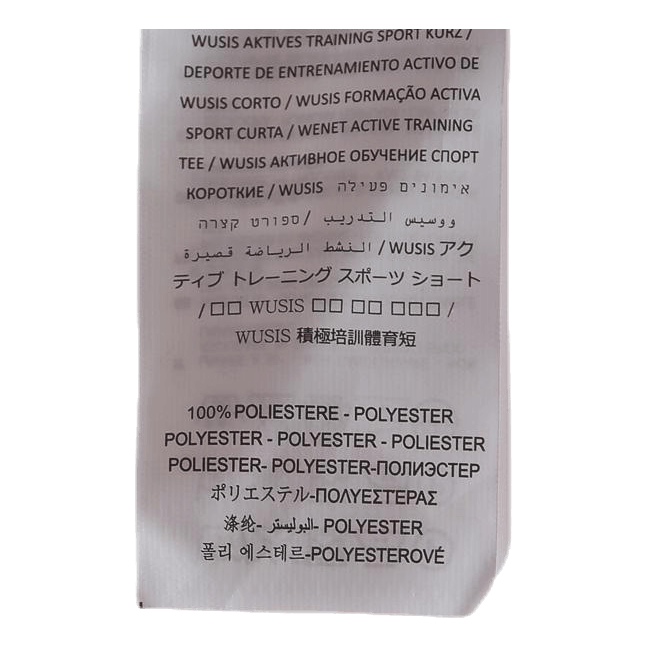 WUSIS AKTIVES TRAINING SPORT KURZ /
DEPORTE DE ENTRENAMIENTO ACTIVO DE
WUSIS CORTO / WUSIS FORMAÇÃO ACTIVA
SPORT CURTA / WENET ACTIVE TRAINING
TEE / WUSIS АКТИВНОЕ ОБУЧЕНИЕ СПОРТ
КОРОТКИЕ / WUSIS אימונים פעילה
ווסיס التدريب / ספורט קצרה
النشط الرياضة قصيرة / WUSIS アク
ティブ トレーニング スポーツ ショート
/ □□ WUSIS □□ □□ □□□ /
WUSIS 積極培訓體育短
100% POLIESTERE - POLYESTER
POLYESTER - POLYESTER - POLIESTER
POLIESTER- POLYESTER-ПОЛИЭСТЕР
ポリエステル-ΠΟΛΥΕΣΤΕΡΑΣ
涤纶- البوليستر- POLYESTER
폴리 에스테르-POLYESTEROVÉ